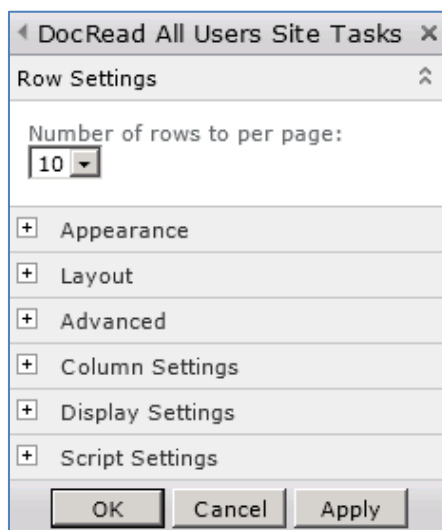 DocRead All Users Site Tasks
Row Settings
Number of rows to per page:
10
Appearance
Layout
Advanced
Column Settings
Display Settings
Script Settings
OK Cancel Apply